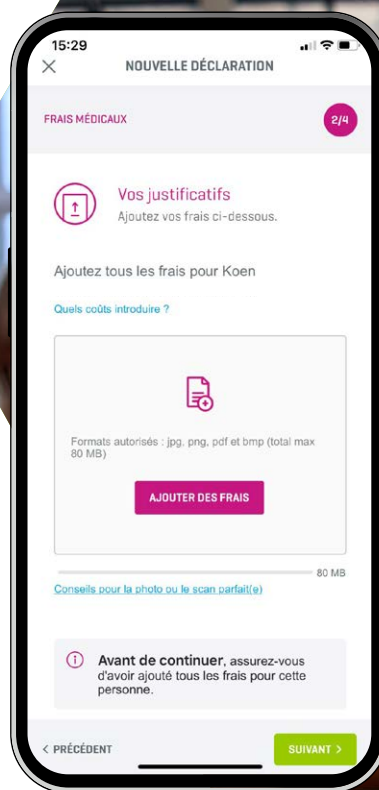 15:29
NOUVELLE DÉCLARATION
FRAIS MÉDICAUX
2/4
Vos justificatifs
Ajoutez vos frais ci-dessous.
Ajoutez tous les frais pour Koen
Quels coûts introduire ?
Formats autorisés : jpg, png, pdf et bmp (total max
80 MB)
AJOUTER DES FRAIS
80 MB
Conseils pour la photo ou le scan parfait(e)
Avant de continuer, assurez-vous
d'avoir ajouté tous les frais pour cette
personne.
< PRÉCÉDENT
SUIVANT >